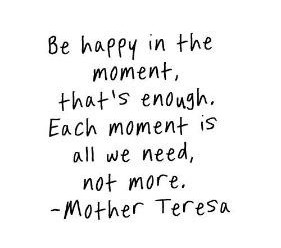 Be happy in the
moment,
that's enough.
Each moment is
all we need,
not more.
-Mother Teresa